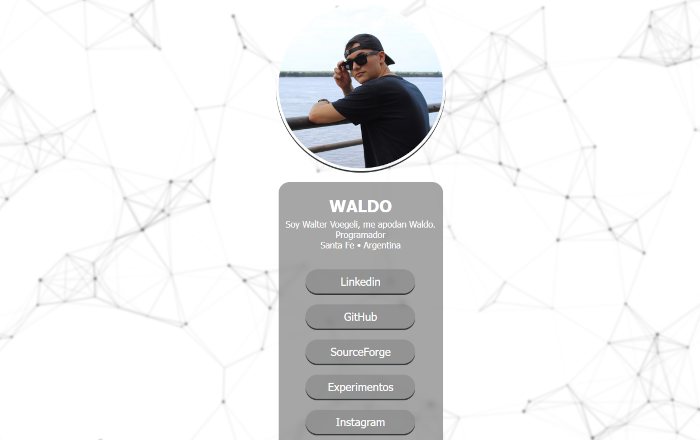 WALDO
Soy Walter Voegeli, me apodan Waldo.
Programador
Santa Fe • Argentina
Linkedin
GitHub
SourceForge
Experimentos
Instagram